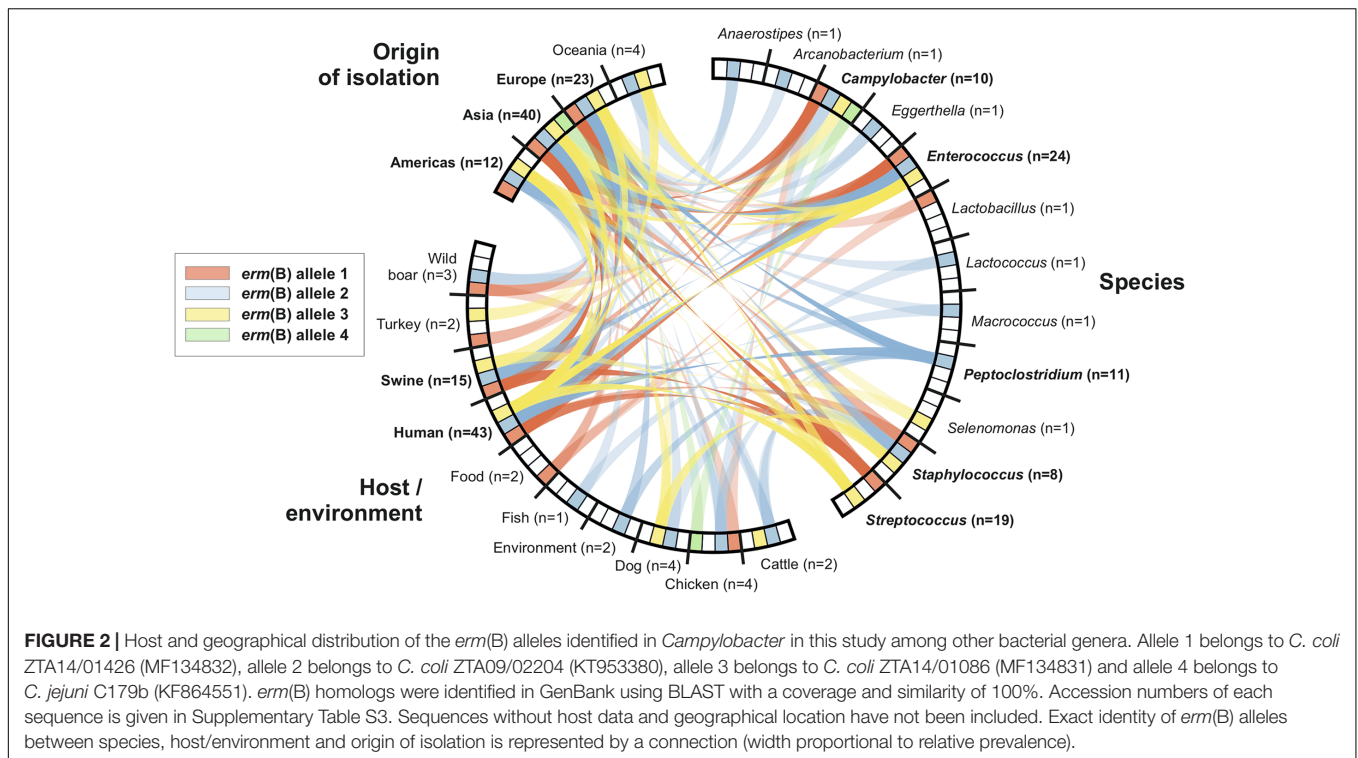 Origin
of isolation
Oceania (n=4)
Europe (n=23)
Asia (n=40)
Americas (n=12)
Anaerostipes (n=1)
Arcanobacterium (n=1)
Campylobacter (n=10)
Eggerthella (n=1)
Enterococcus (n=24)
Lactobacillus (n=1)
Lactococcus (n=1)
Species
Macrococcus (n=1)
Peptoclostridium (n=11)
Selenomonas (n=1)
Staphylococcus (n=8)
Streptococcus (n=19)
erm(B) allele 1
erm(B) allele 2
erm(B) allele 3
erm(B) allele 4
Wild
boar (n=3)
Turkey (n=2)
Swine (n=15)
Human (n=43)
Food (n=2)
Host /
environment
Fish (n=1)
Environment (n=2)
Dog (n=4)
Chicken (n=4)
Cattle (n=2)
FIGURE 2 | Host and geographical distribution of the erm(B) alleles identified in Campylobacter in this study among other bacterial genera. Allele 1 belongs to C. coli
ZTA14/01426 (MF134832), allele 2 belongs to C. coli ZTA09/02204 (KT953380), allele 3 belongs to C. coli ZTA14/01086 (MF134831) and allele 4 belongs to
C. jejuni C179b (KF864551). erm(B) homologs were identified in GenBank using BLAST with a coverage and similarity of 100%. Accession numbers of each
sequence is given in Supplementary Table S3. Sequences without host data and geographical location have not been included. Exact identity of erm(B) alleles
between species, host/environment and origin of isolation is represented by a connection (width proportional to relative prevalence).